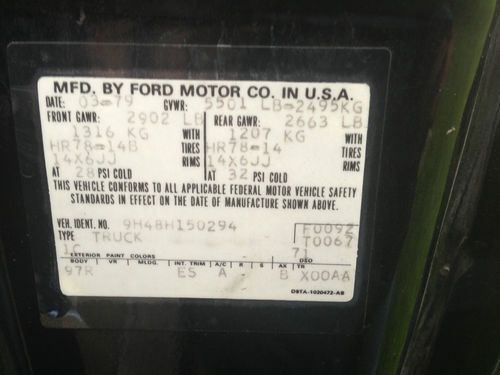 MFD. BY FORD MOTOR CO. IN U.S.A.
DATE: 03-79 GVWR: 5501 LB-2495KG
FRONT GAWR: 2902 LB REAR GAWR: 2663 LB
1316 KG WITH 1207 KG WITH
HR78-14B TIRES HR78-14 TIRES
14X6JJ RIMS 14X6JJ RIMS
AT 28 PSI COLD AT 32 PSI COLD
THIS VEHICLE CONFORMS TO ALL APPLICABLE FEDERAL MOTOR VEHICLE SAFETY
STANDARDS IN EFFECT ON THE DATE OF MANUFACTURE SHOWN ABOVE.
VEH. IDENT. NO. 9H48H150294 F0092
TYPE TRUCK T0067
1C 71
EXTERIOR PAINT COLORS DSO
BODY VR MLDG. INT. TRIM A/C R S AX TR
97R ES A B X00AA
D8TA-1020472-AB